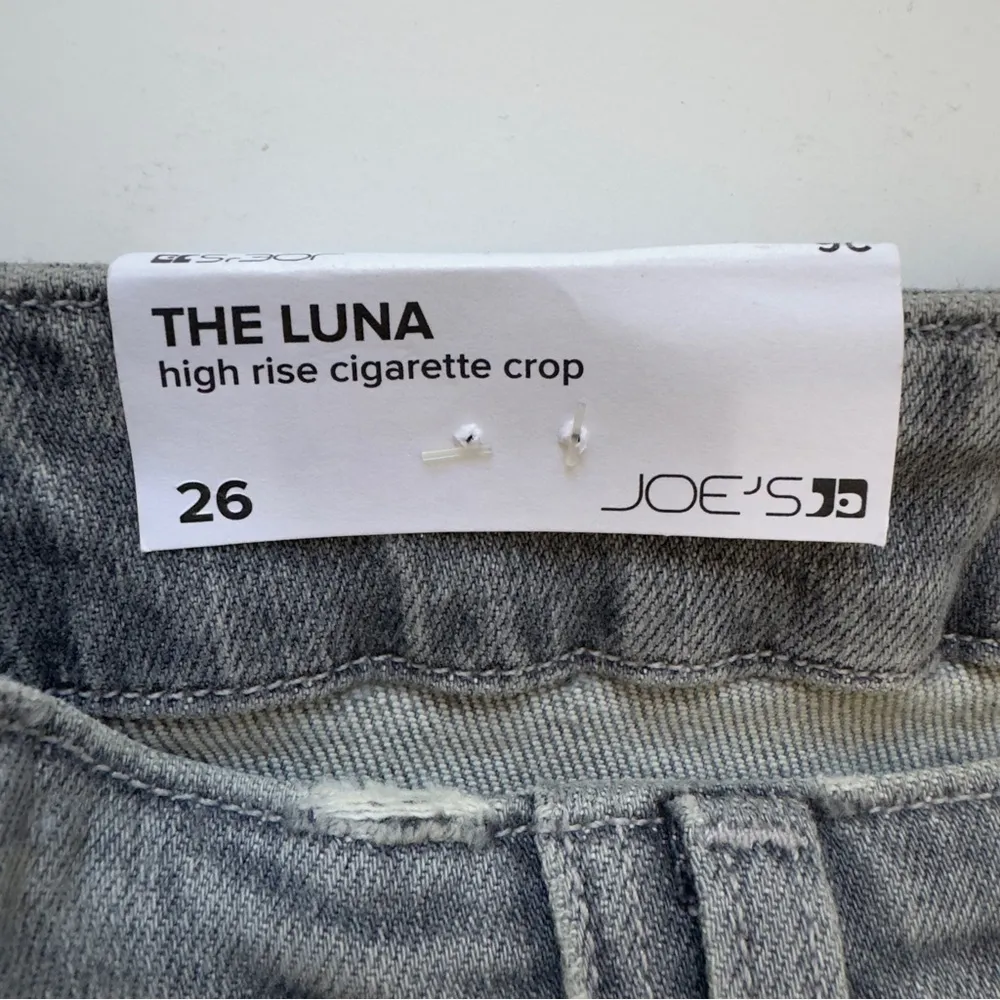 THE LUNA
high rise cigarette crop
26
JOE'S